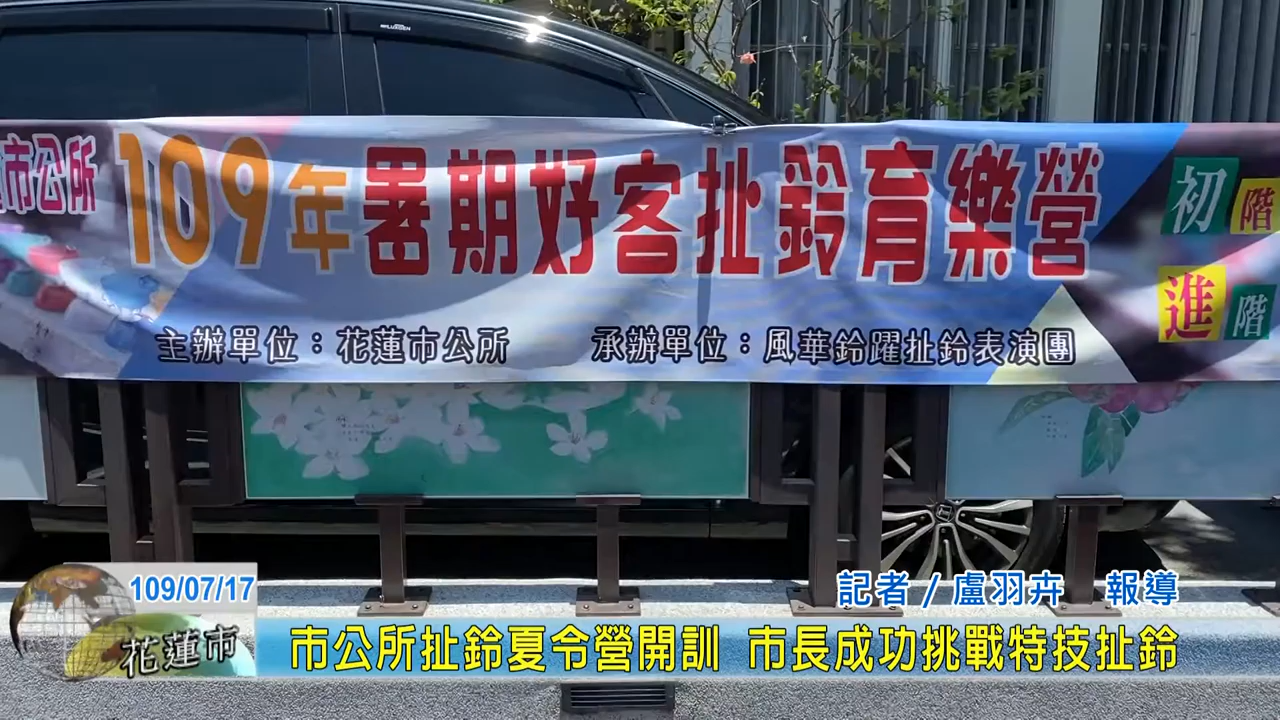 LUXGEN
市公所 109年暑期好客扯鈴育樂營
初階
進階
主辦單位：花蓮市公所 承辦單位：風華鈴躍扯鈴表演團
109/07/17
花蓮市
記者/盧羽卉 報導
市公所扯鈴夏令營開訓 市長成功挑戰特技扯鈴